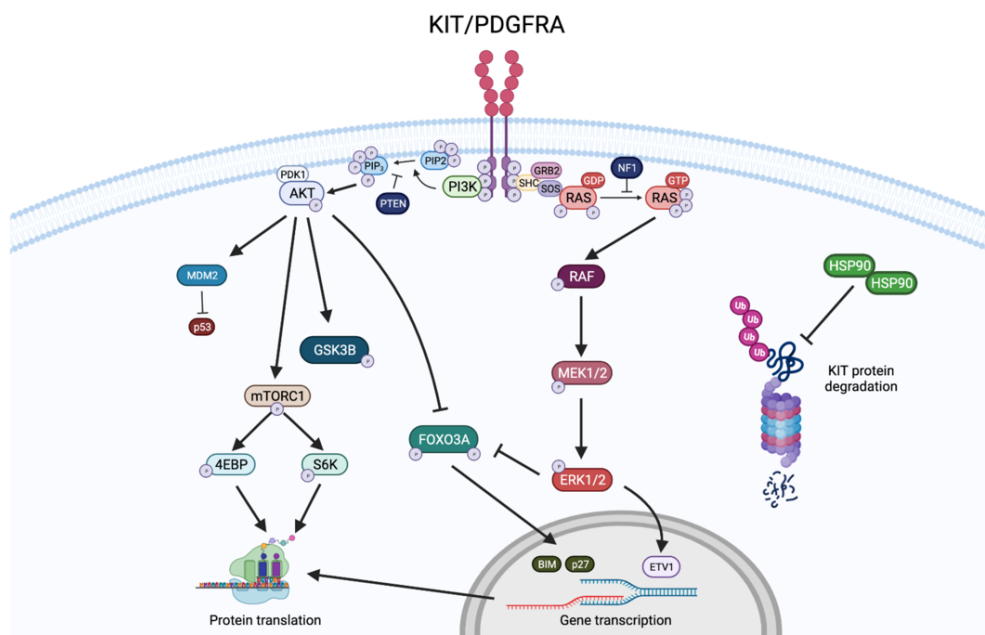 KIT/PDGFRA
PDK1
AKT
P
PIP₃
P
P
P
P
PIP2
P
P
P
PTEN
PI3K
P
P
P
P
P
P
P
P
SHC
GRB2
SOS
GDP
RAS
P
P
NF1
GTP
RAS
P
P
P
MDM2
p53
GSK3B
P
mTORC1
P
4EBP
P
S6K
P
FOXO3A
P
P
RAF
P
MEK1/2
P
P
ERK1/2
HSP90
HSP90
Ub
Ub
Ub
Ub
KIT protein
degradation
BIM
p27
ETV1
Protein translation
Gene transcription